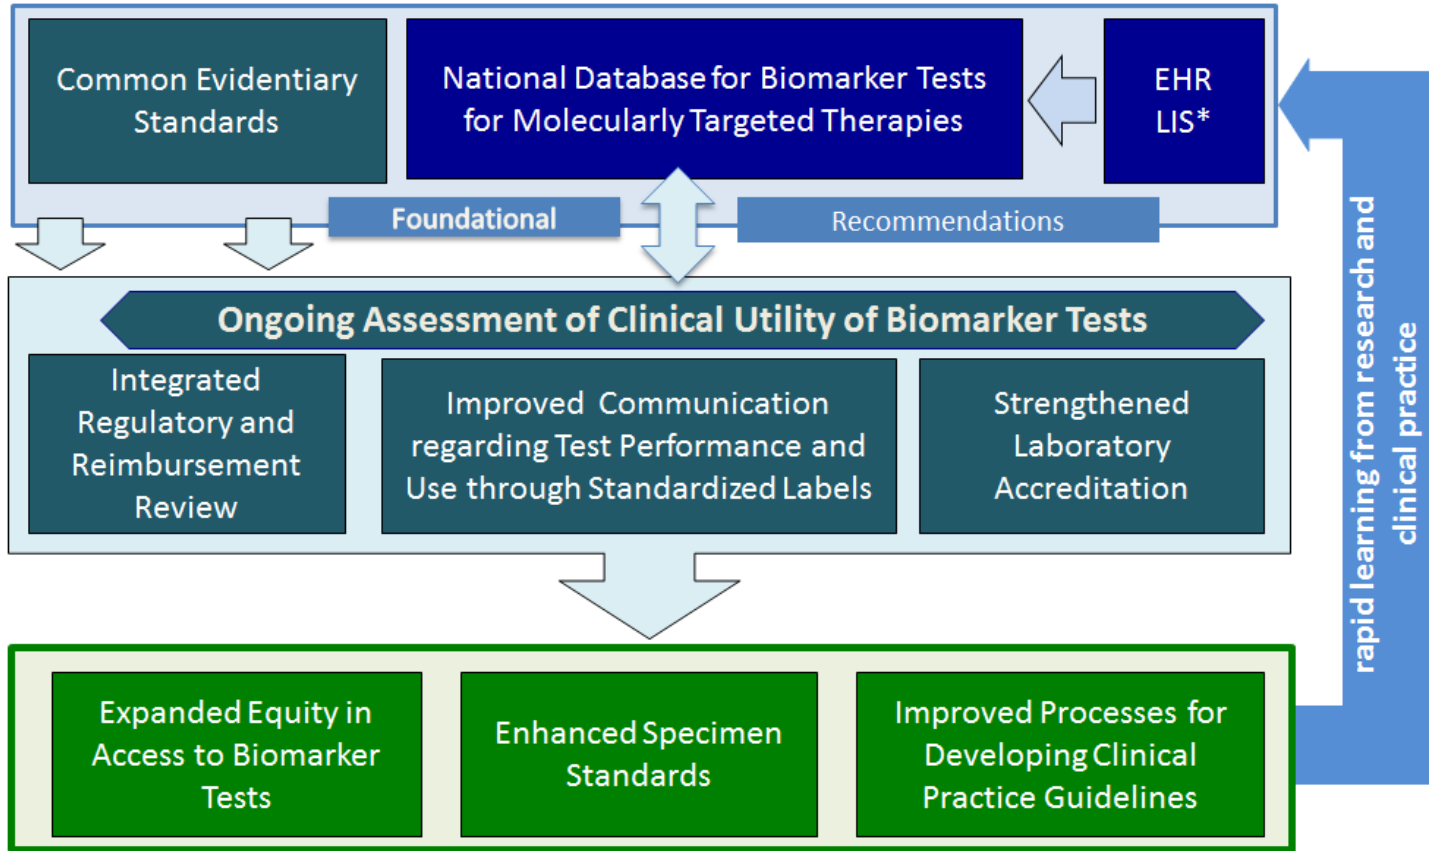 Common Evidentiary
Standards
National Database for Biomarker Tests
for Molecularly Targeted Therapies
EHR
LIS*
Foundational
Recommendations
Ongoing Assessment of Clinical Utility of Biomarker Tests
Integrated
Regulatory and
Reimbursement
Review
Improved Communication
regarding Test Performance and
Use through Standardized Labels
Strengthened
Laboratory
Accreditation
Expanded Equity in
Access to Biomarker
Tests
Enhanced Specimen
Standards
Improved Processes for
Developing Clinical
Practice Guidelines
rapid learning from research and
clinical practice